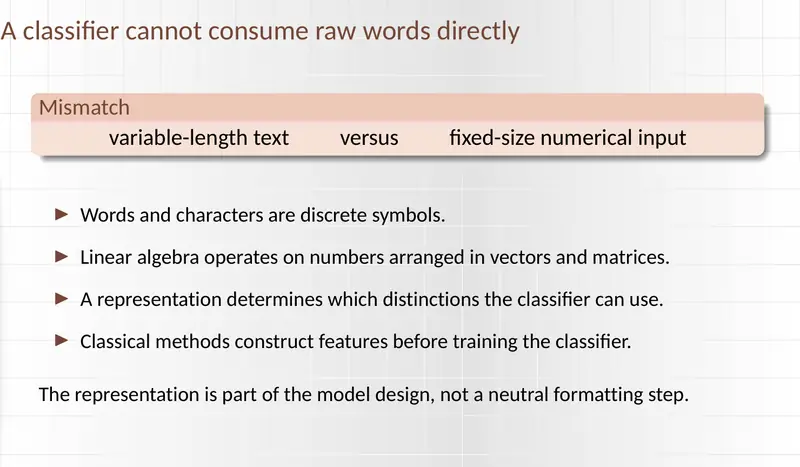 A classifier cannot consume raw words directly
Mismatch
variable-length text versus fixed-size numerical input
Words and characters are discrete symbols.
Linear algebra operates on numbers arranged in vectors and matrices.
A representation determines which distinctions the classifier can use.
Classical methods construct features before training the classifier.
The representation is part of the model design, not a neutral formatting step.